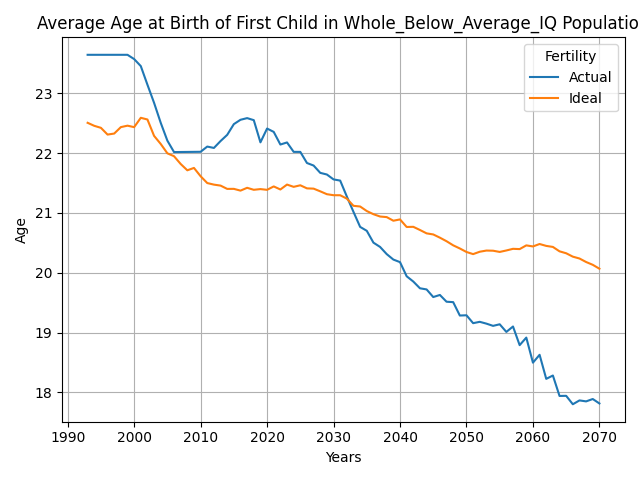 Average Age at Birth of First Child in Whole_Below_Average_IQ Populatio
Fertility
Actual
Ideal
Age
23
22
21
20
19
18
1990 2000 2010 2020 2030 2040 2050 2060 2070
Years